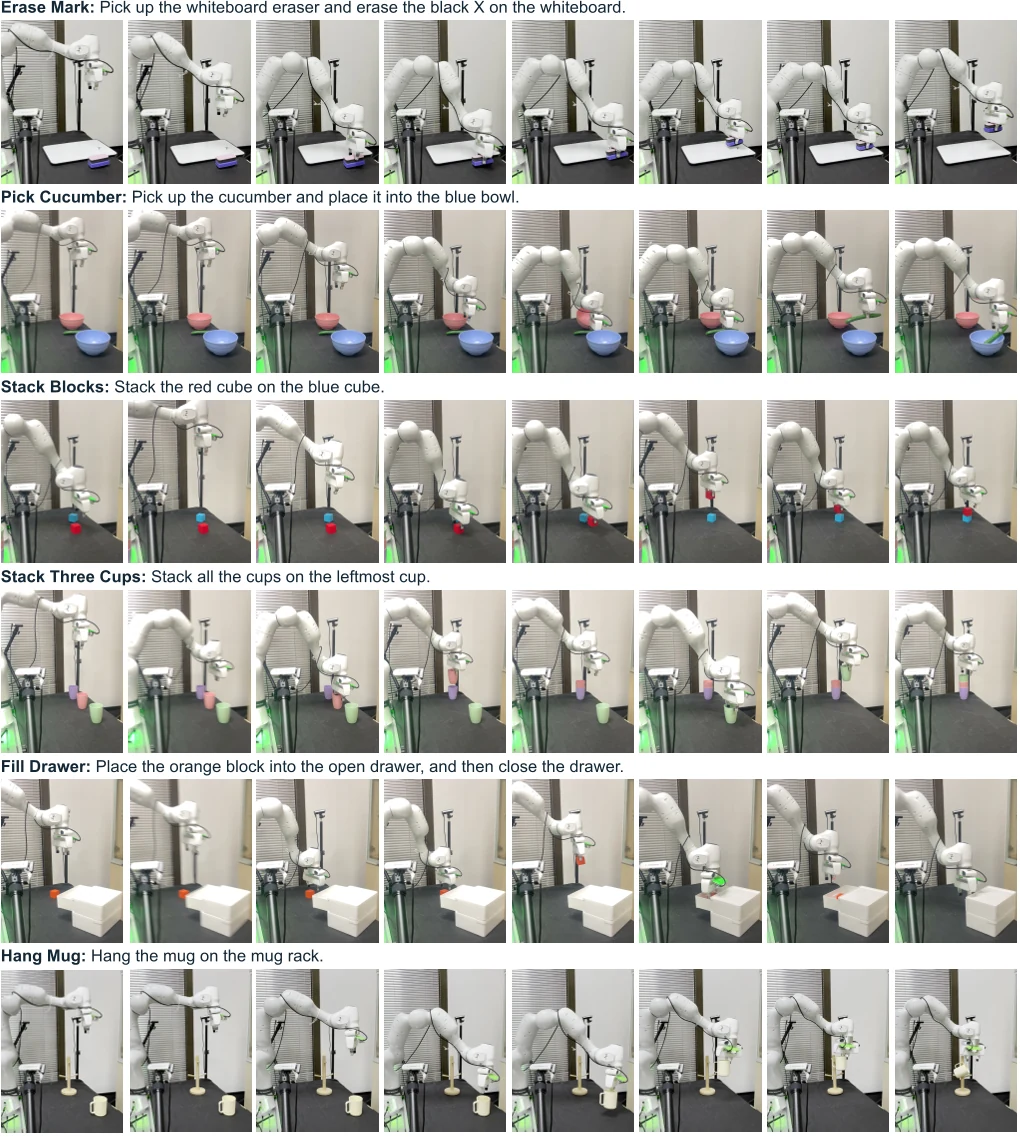 Erase Mark: Pick up the whiteboard eraser and erase the black X on the whiteboard.
Pick Cucumber: Pick up the cucumber and place it into the blue bowl.
Stack Blocks: Stack the red cube on the blue cube.
Stack Three Cups: Stack all the cups on the leftmost cup.
Fill Drawer: Place the orange block into the open drawer, and then close the drawer.
Hang Mug: Hang the mug on the mug rack.